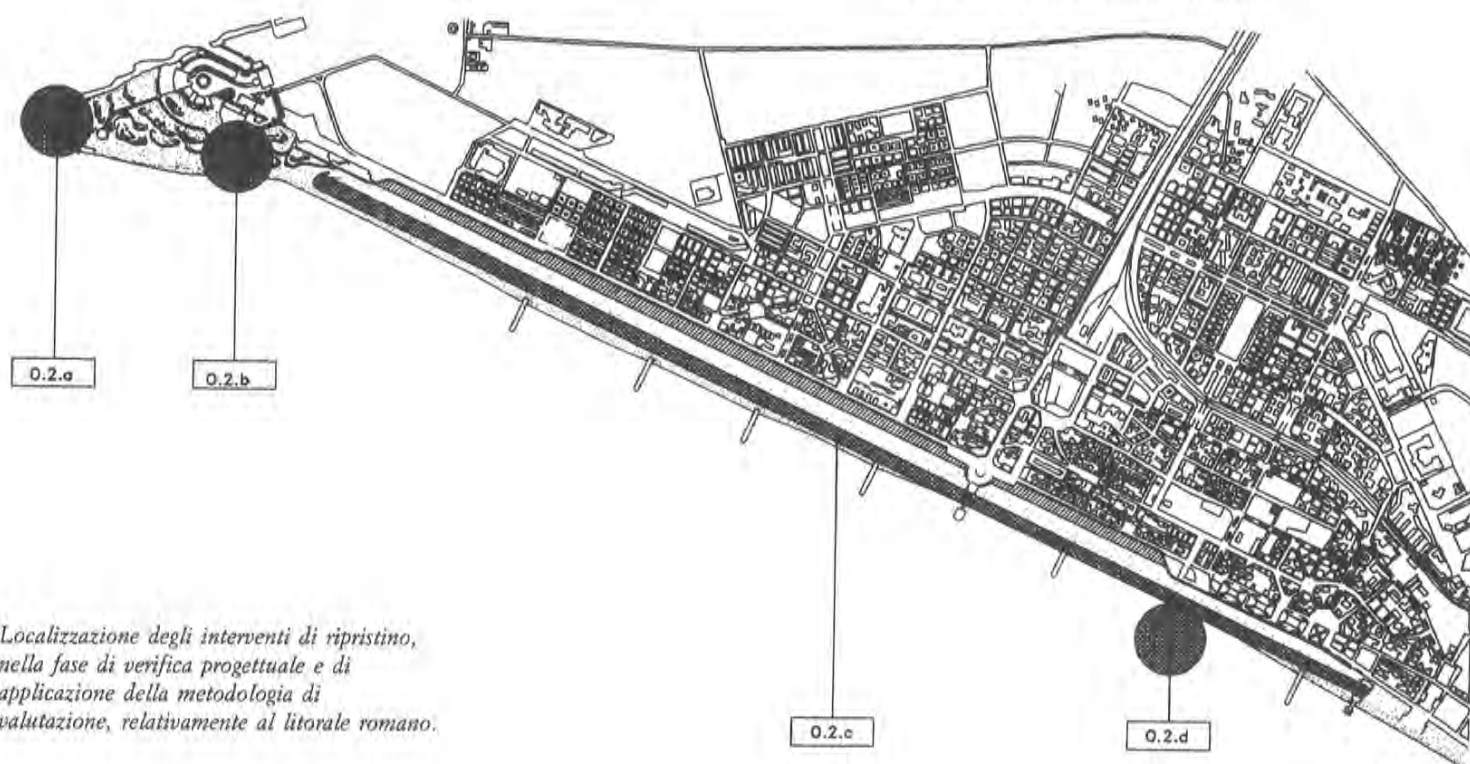 0.2.a
0.2.b
Localizzazione degli interventi di ripristino,
nella fase di verifica progettuale e di
applicazione della metodologia di
valutazione, relativamente al litorale romano.
0.2.c
0.2.d